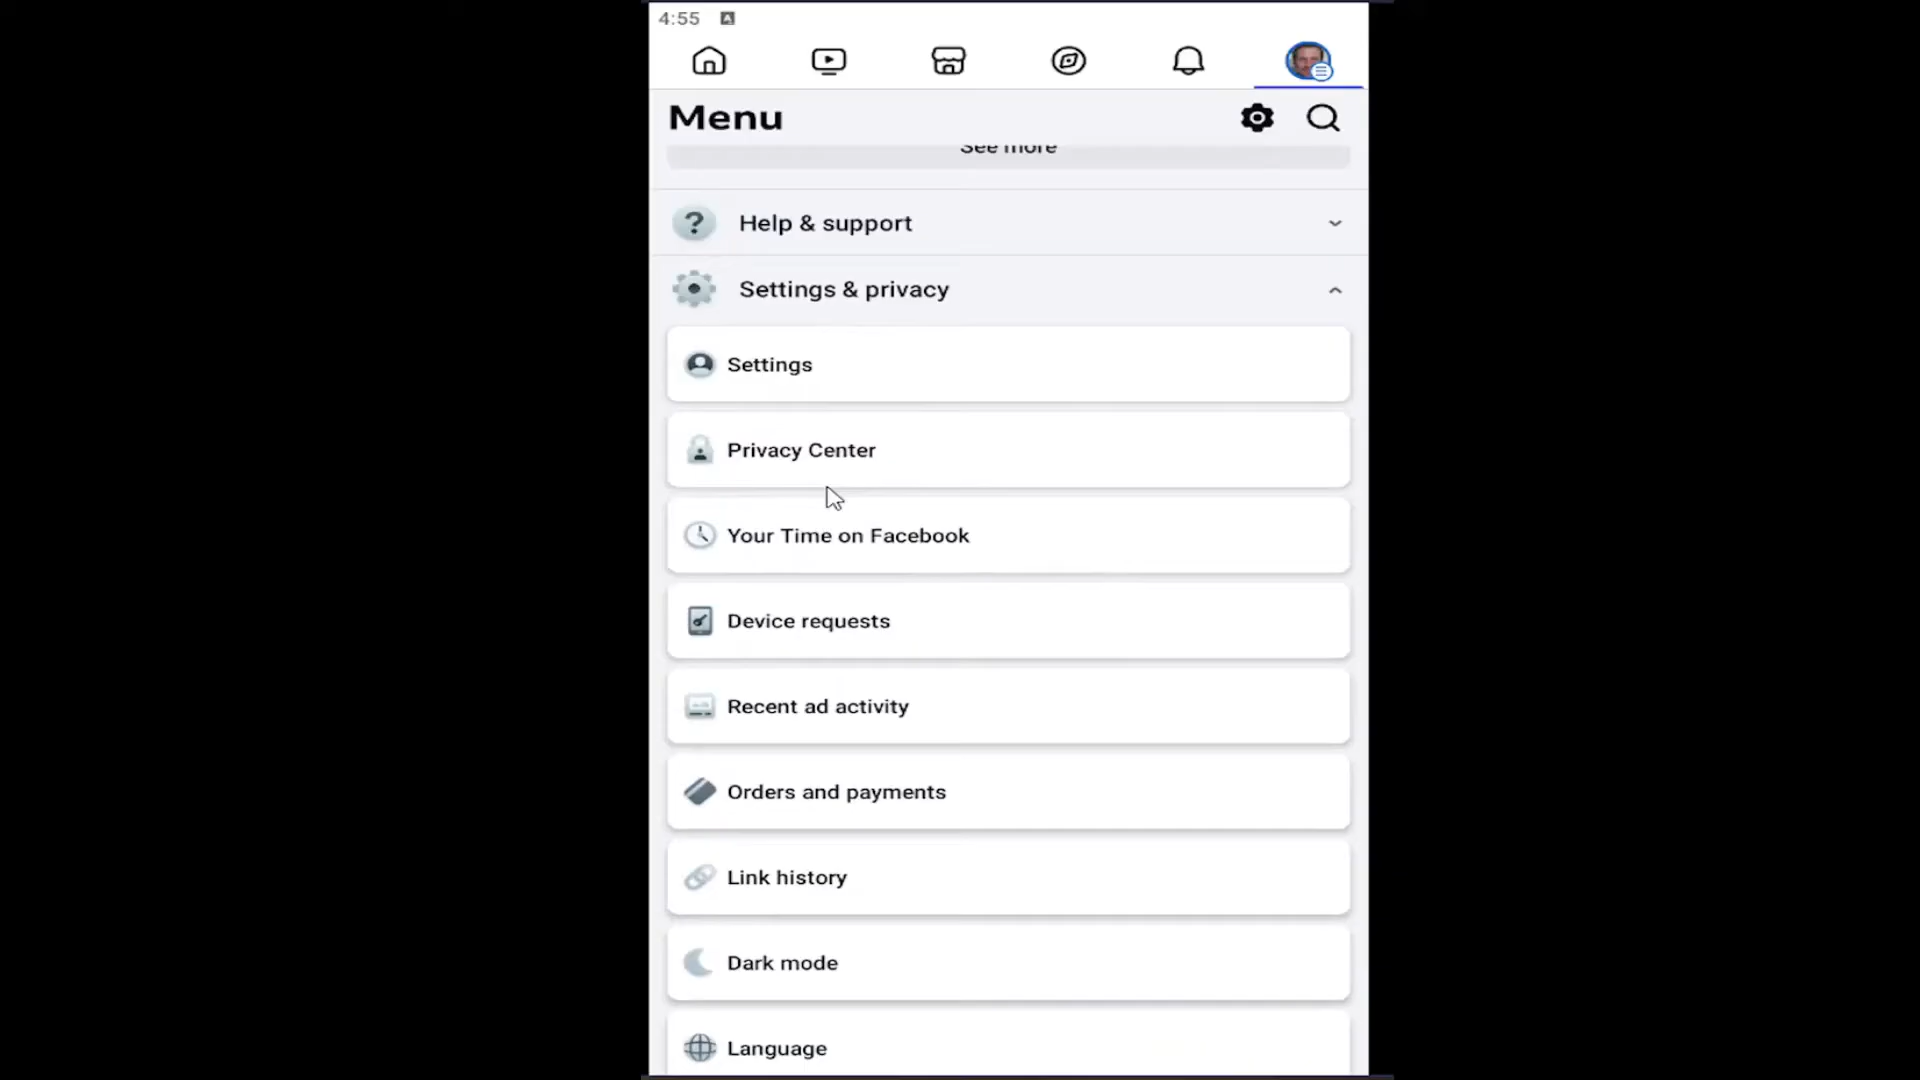 4:55
Menu
See more
Help & support
Settings & privacy
Settings
Privacy Center
Your Time on Facebook
Device requests
Recent ad activity
Orders and payments
Link history
Dark mode
Language